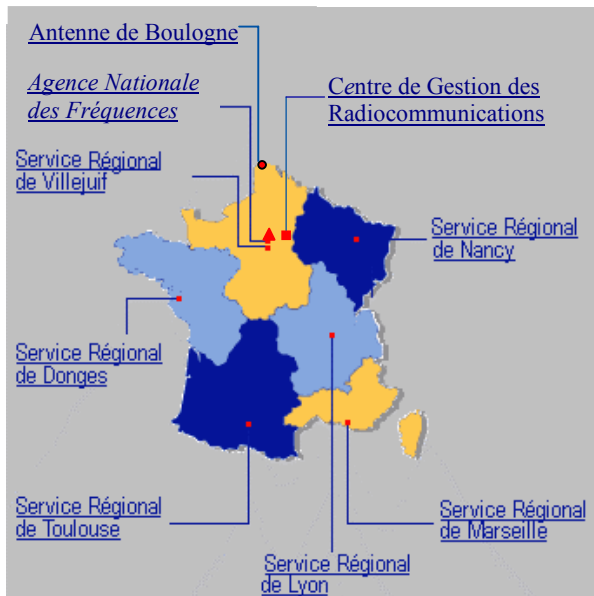 Antenne de Boulogne
Agence Nationale
des Fréquences
Centre de Gestion des
Radiocommunications
Service Régional
de Villejuif
Service Régional
de Nancy
Service Régional
de Donges
Service Régional
de Toulouse
Service Régional
de Marseille
Service Régional
de Lyon